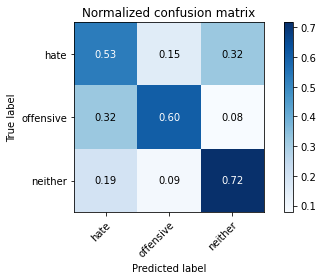 Normalized confusion matrix
True label
hate 0.53 0.15 0.32
offensive 0.32 0.60 0.08
neither 0.19 0.09 0.72
hate offensive neither
Predicted label
0.7
0.6
0.5
0.4
0.3
0.2
0.1